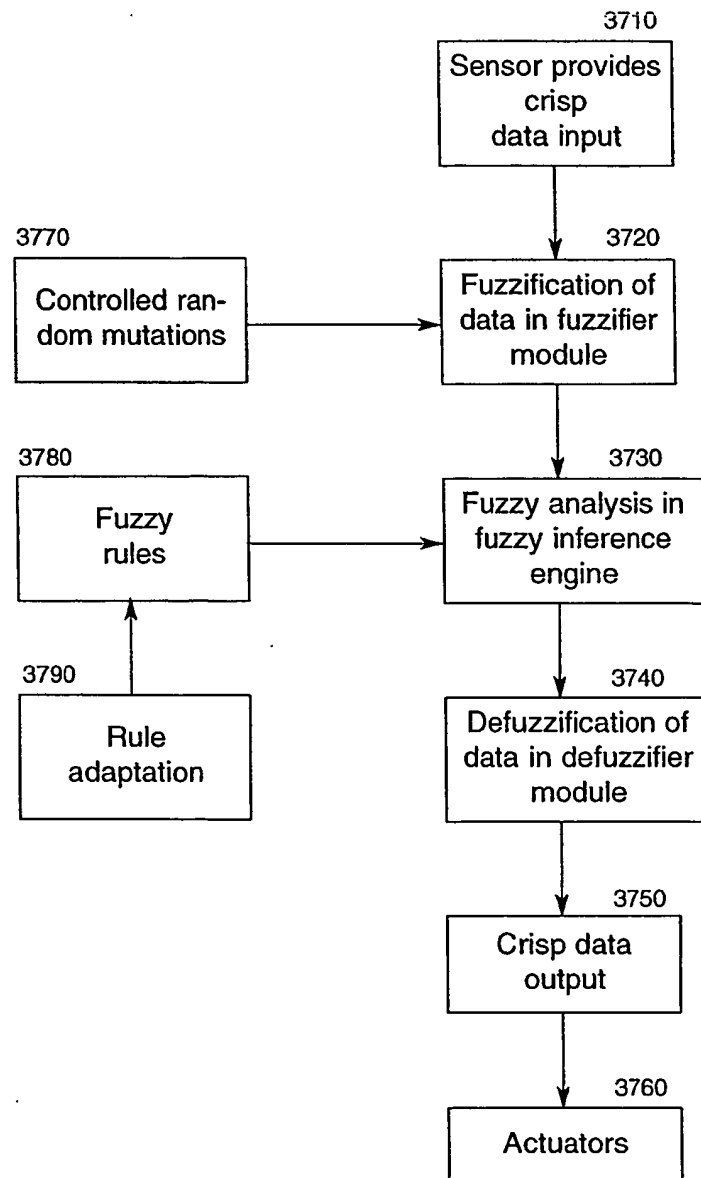 3710
Sensor provides
crisp
data input
3770
Controlled ran-
dom mutations
3720
Fuzzification of
data in fuzzifier
module
3780
Fuzzy
rules
3730
Fuzzy analysis in
fuzzy inference
engine
3790
Rule
adaptation
3740
Defuzzification of
data in defuzzifier
module
3750
Crisp data
output
3760
Actuators